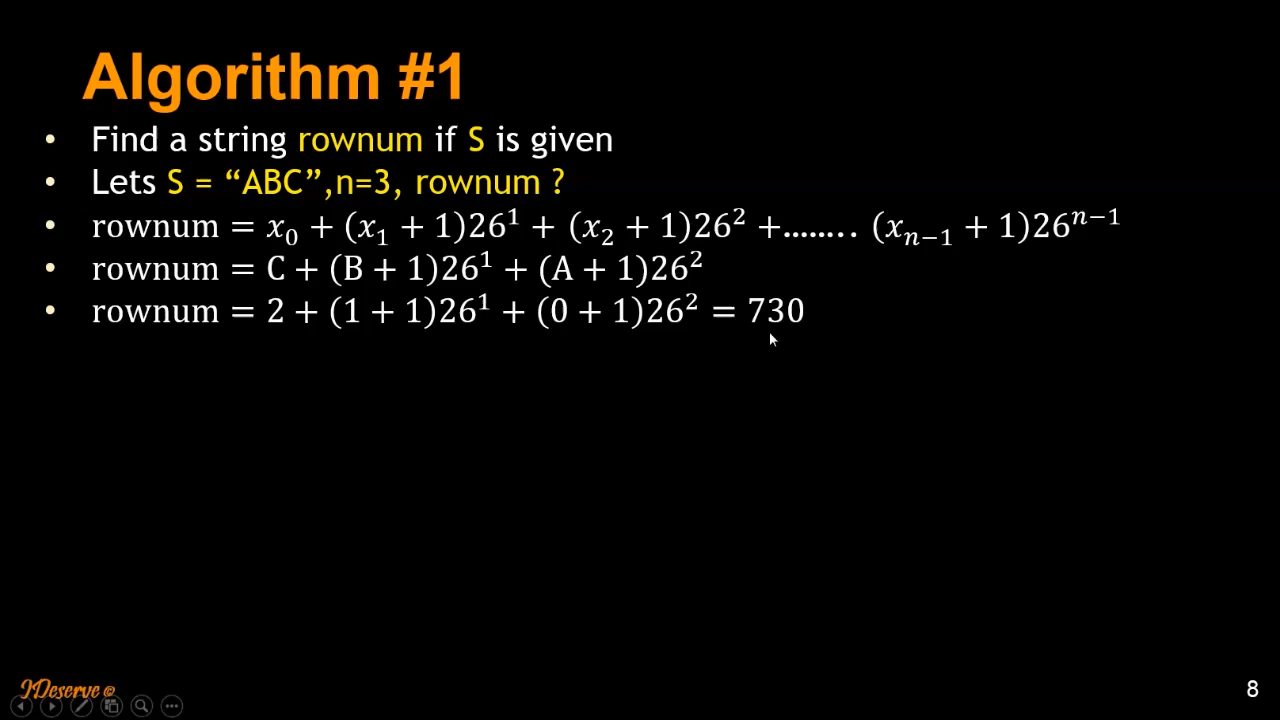 Algorithm #1
• Find a string rownum if S is given
• Lets S = “ABC”,n=3, rownum ?
• rownum = x₀ + (x₁ + 1)26¹ + (x₂ + 1)26² +........ (xₙ₋₁ + 1)26ⁿ⁻¹
• rownum = C + (B + 1)26¹ + (A + 1)26²
• rownum = 2 + (1 + 1)26¹ + (0 + 1)26² = 730
JDeserve ©
8